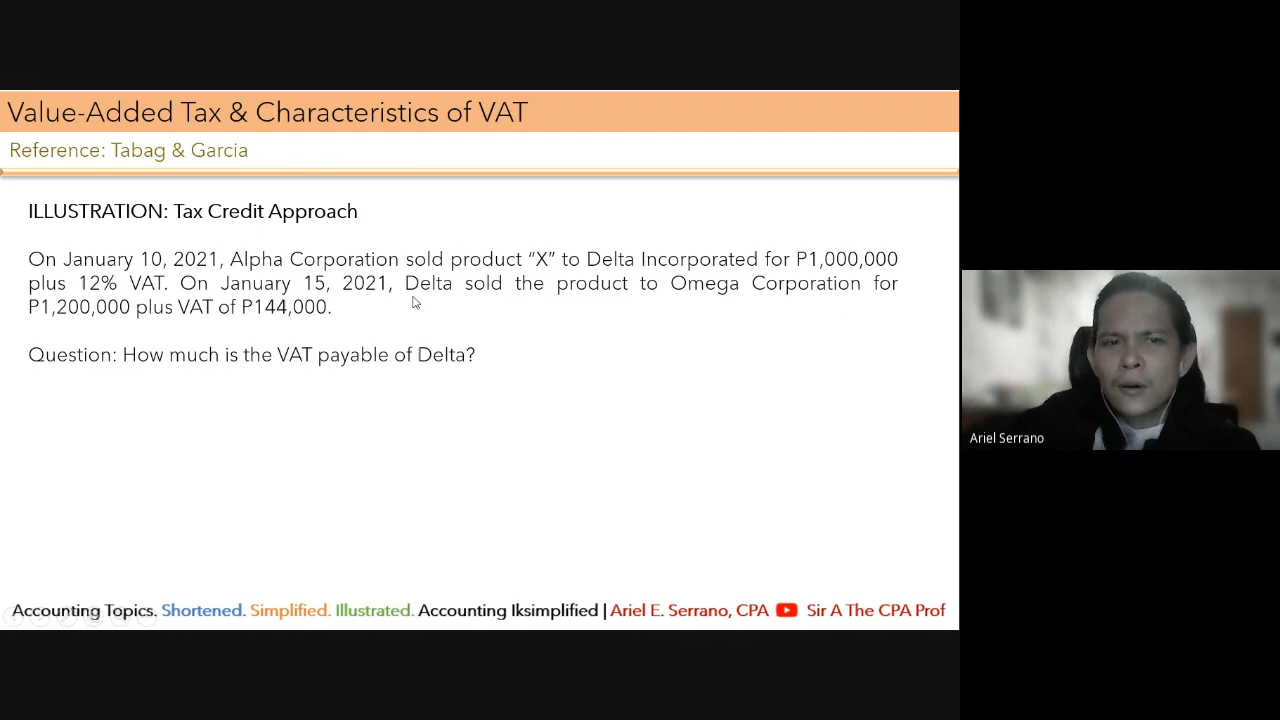 Value-Added Tax & Characteristics of VAT
Reference: Tabag & Garcia
ILLUSTRATION: Tax Credit Approach
On January 10, 2021, Alpha Corporation sold product “X” to Delta Incorporated for P1,000,000
plus 12% VAT. On January 15, 2021, Delta sold the product to Omega Corporation for
P1,200,000 plus VAT of P144,000.
Question: How much is the VAT payable of Delta?
Ariel Serrano
Accounting Topics. Shortened. Simplified. Illustrated. Accounting Iksimplified | Ariel E. Serrano, CPA Sir A The CPA Prof